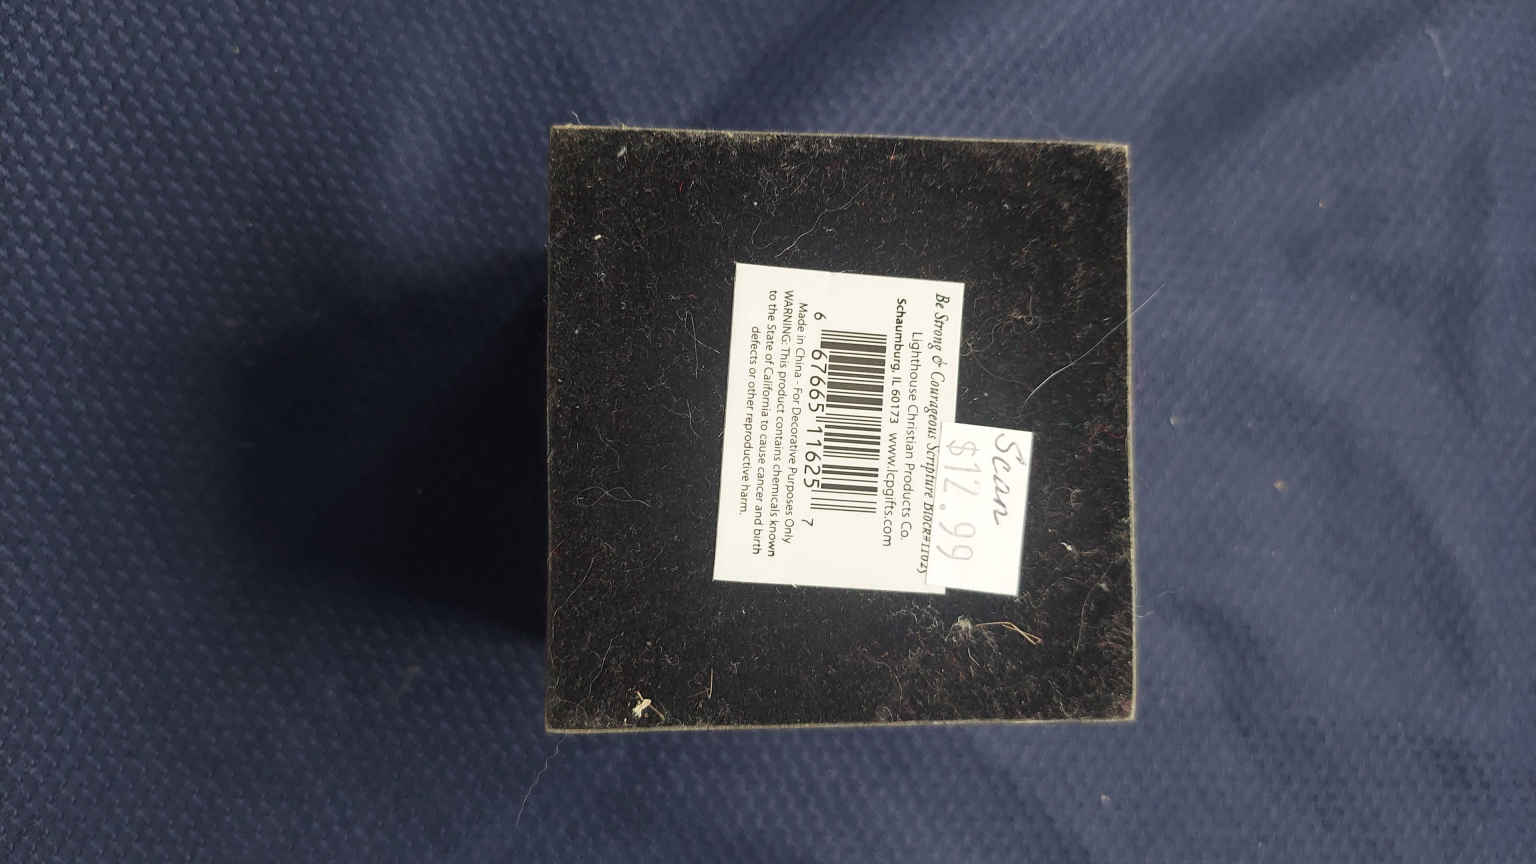 Scan
$12.99
Be Strong & Courageous Scripture Block #11025
Lighthouse Christian Products Co.
Schaumburg, IL 60173 www.lcpgifts.com
6 67665 11625 7
Made in China - For Decorative Purposes Only
WARNING: This product contains chemicals known
to the State of California to cause cancer and birth
defects or other reproductive harm.